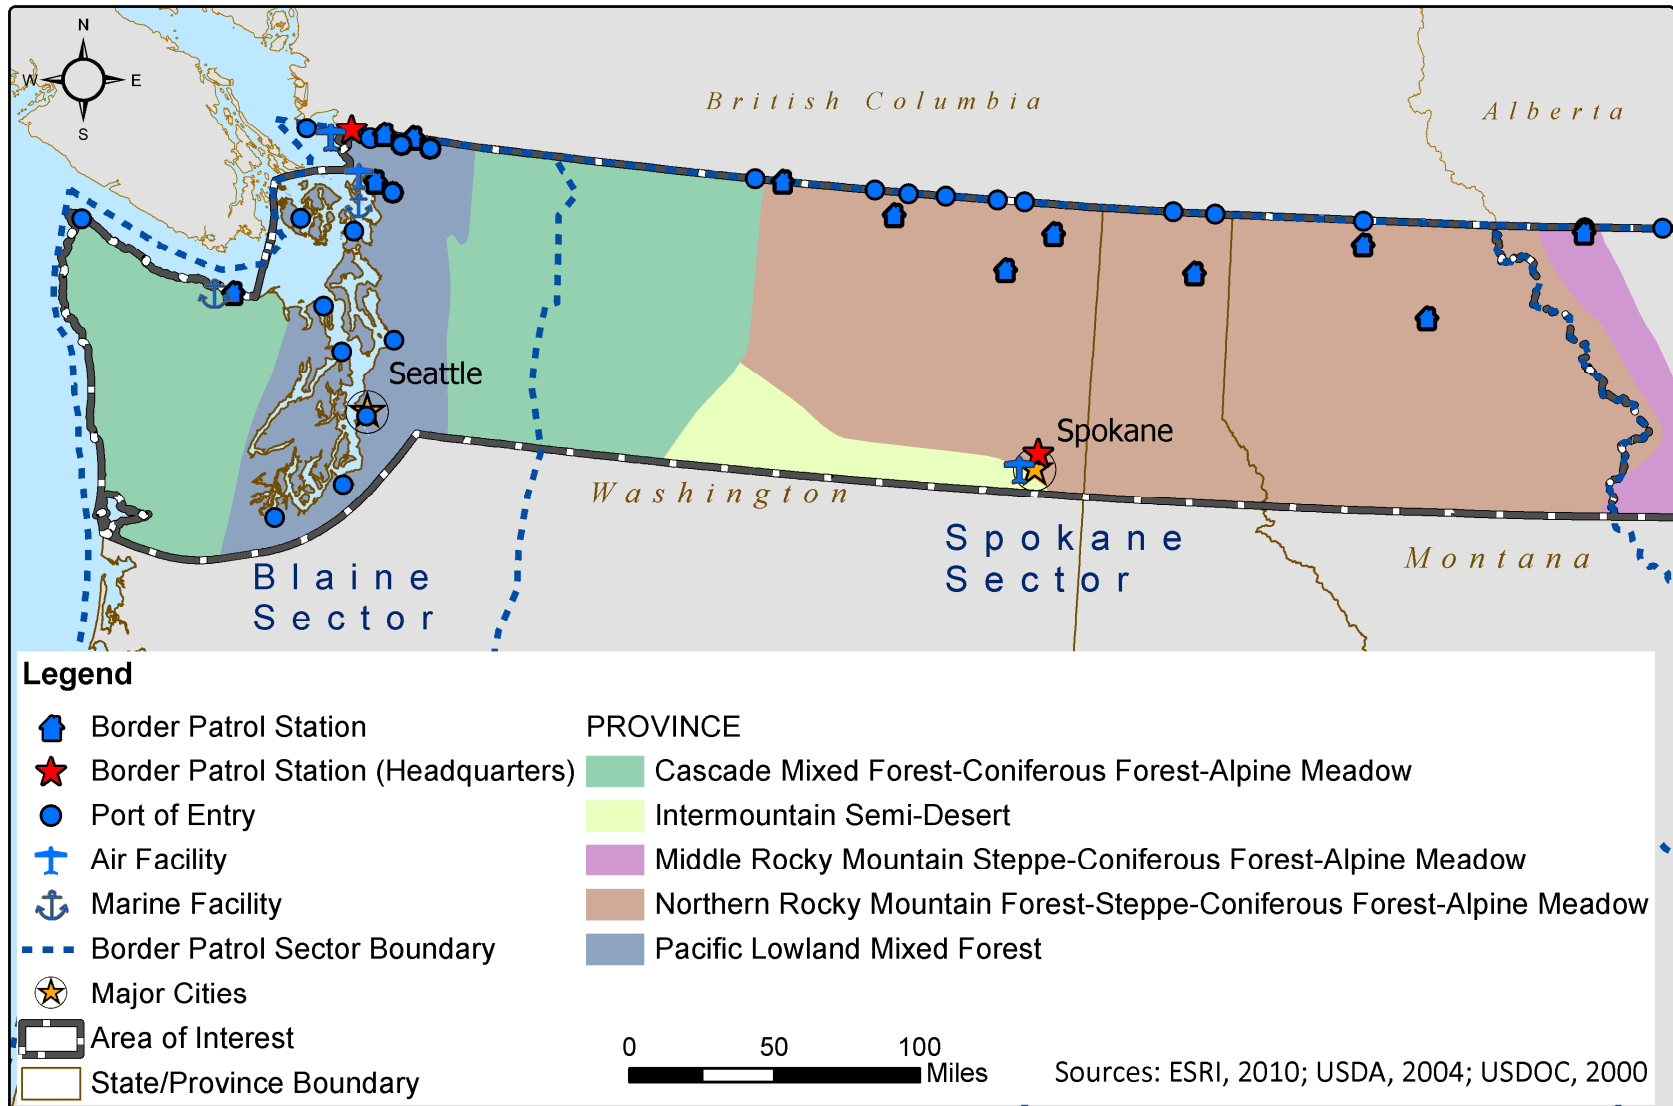 N
W
E
S
British Columbia
Alberta
Seattle
Spokane
Washington
Spokane
Sector
Montana
Blaine
Sector
Legend
Border Patrol Station
Border Patrol Station (Headquarters)
Port of Entry
Air Facility
Marine Facility
Border Patrol Sector Boundary
Major Cities
Area of Interest
State/Province Boundary
PROVINCE
Cascade Mixed Forest-Coniferous Forest-Alpine Meadow
Intermountain Semi-Desert
Middle Rocky Mountain Steppe-Coniferous Forest-Alpine Meadow
Northern Rocky Mountain Forest-Steppe-Coniferous Forest-Alpine Meadow
Pacific Lowland Mixed Forest
0 50 100
Miles
Sources: ESRI, 2010; USDA, 2004; USDOC, 2000